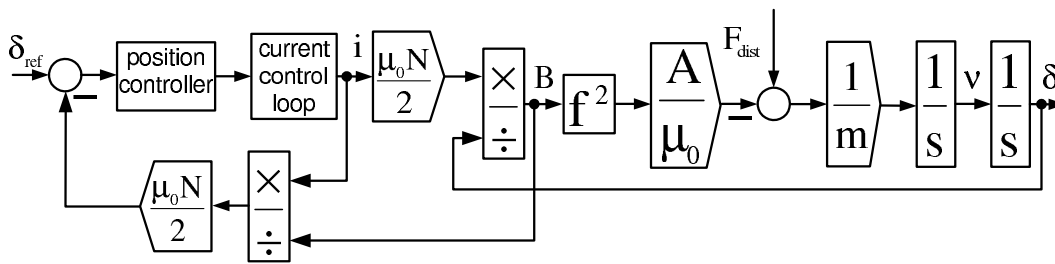 δref
position
controller
current
control
loop
i
μ₀N
2
×
÷
B
f²
A
μ₀
Fdist
1
m
1
s
ν
1
s
δ
μ₀N
2
×
÷